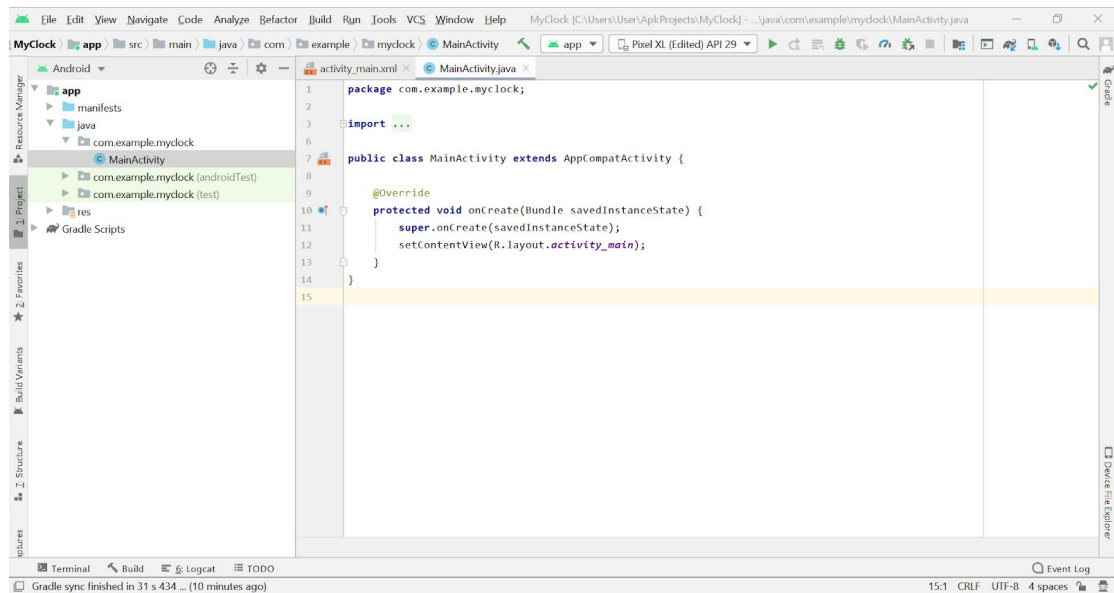 File Edit View Navigate Code Analyze Refactor Build Run Tools VCS Window Help MyClock [C:\Users\User\ApkProjects\MyClock] - ...\java\com\example\myclock\MainActivity.java
MyClock app src main java com example myclock MainActivity app Pixel XL (Edited) API 29
Android activity_main.xml MainActivity.java
Resource Manager
1: Project
2: Favorites
Build Variants
7: Structure
app
manifests
java
com.example.myclock
MainActivity
com.example.myclock (androidTest)
com.example.myclock (test)
res
Gradle Scripts
1 package com.example.myclock;
2
3 import ...
6
7 public class MainActivity extends AppCompatActivity {
8
9 @Override
10 protected void onCreate(Bundle savedInstanceState) {
11 super.onCreate(savedInstanceState);
12 setContentView(R.layout.activity_main);
13 }
14 }
15
Gradle
Device File Explorer
Terminal Build 6: Logcat TODO Event Log
Gradle sync finished in 31 s 434 ... (10 minutes ago) 15:1 CRLF UTF-8 4 spaces